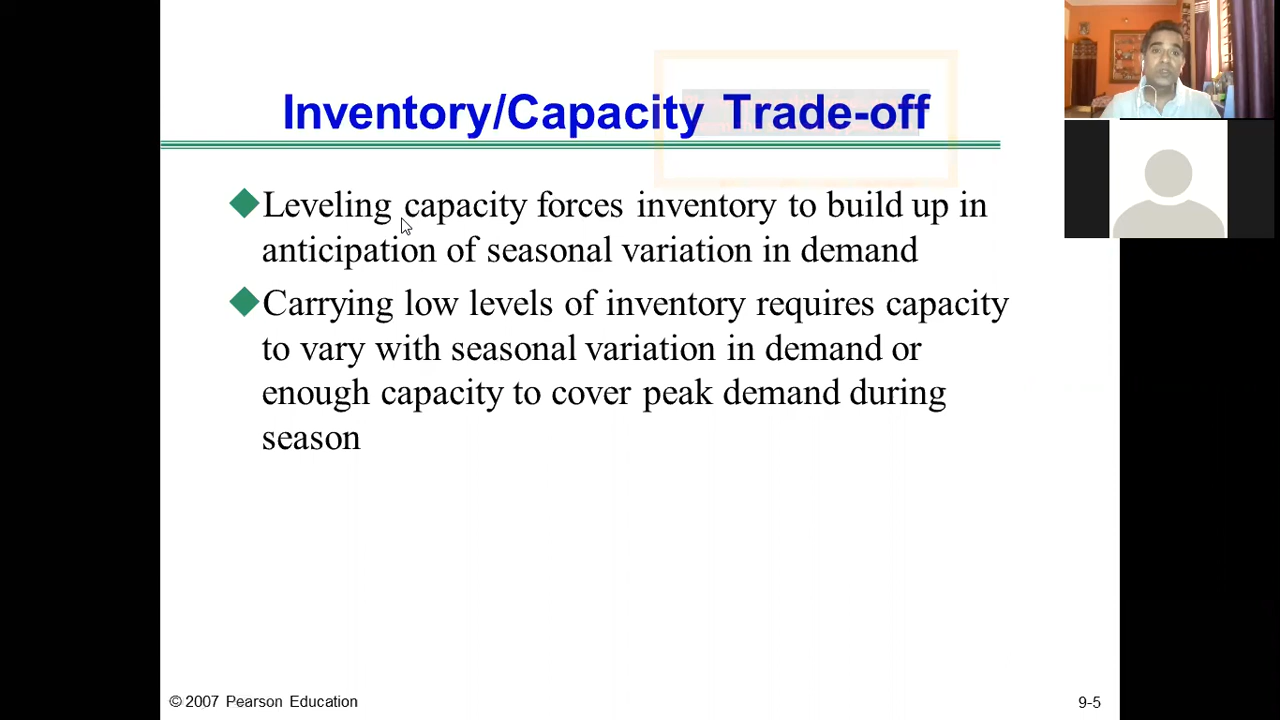 Inventory/Capacity Trade-off
Leveling capacity forces inventory to build up in
anticipation of seasonal variation in demand
Carrying low levels of inventory requires capacity
to vary with seasonal variation in demand or
enough capacity to cover peak demand during
season
© 2007 Pearson Education
9-5